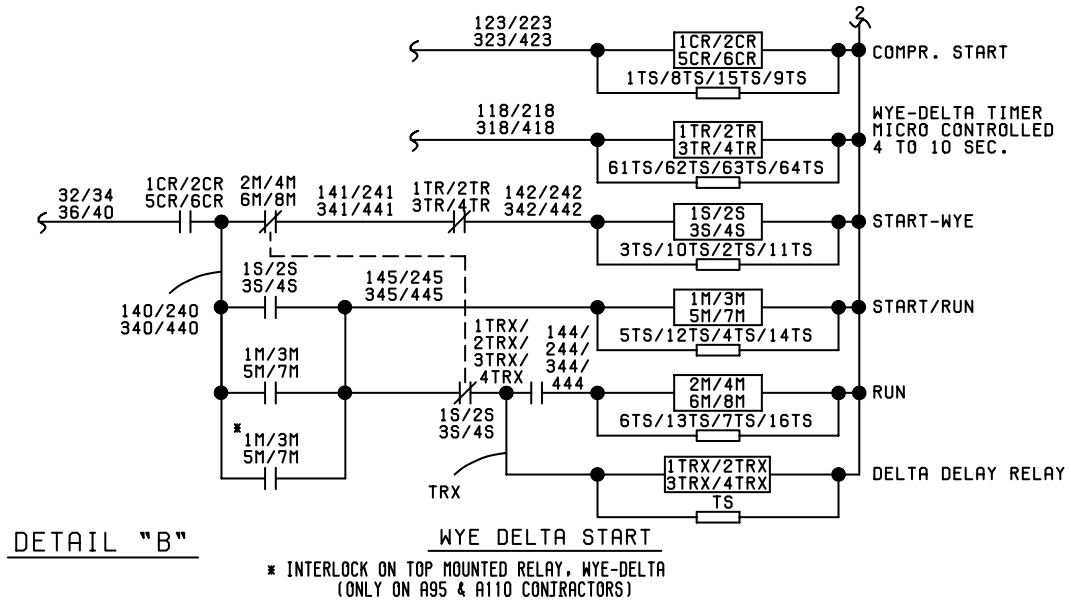 2
123/223
323/423
1CR/2CR
5CR/6CR
COMPR. START
1TS/8TS/15TS/9TS
118/218
318/418
1TR/2TR
3TR/4TR
WYE-DELTA TIMER
MICRO CONTROLLED
4 TO 10 SEC.
61TS/62TS/63TS/64TS
32/34
36/40
1CR/2CR
5CR/6CR
2M/4M
6M/8M
141/241
341/441
1TR/2TR
3TR/4TR
142/242
342/442
1S/2S
3S/4S
START-WYE
3TS/10TS/2TS/11TS
140/240
340/440
1S/2S
3S/4S
145/245
345/445
1M/3M
5M/7M
START/RUN
5TS/12TS/4TS/14TS
1M/3M
5M/7M
1TRX/
2TRX/
3TRX/
4TRX
144/
244/
344/
444
2M/4M
6M/8M
RUN
6TS/13TS/7TS/16TS
1S/2S
3S/4S
* 1M/3M
5M/7M
TRX
1TRX/2TRX
3TRX/4TRX
DELTA DELAY RELAY
TS
DETAIL "B"
WYE DELTA START
* INTERLOCK ON TOP MOUNTED RELAY, WYE-DELTA
(ONLY ON A95 & A110 CONTRACTORS)